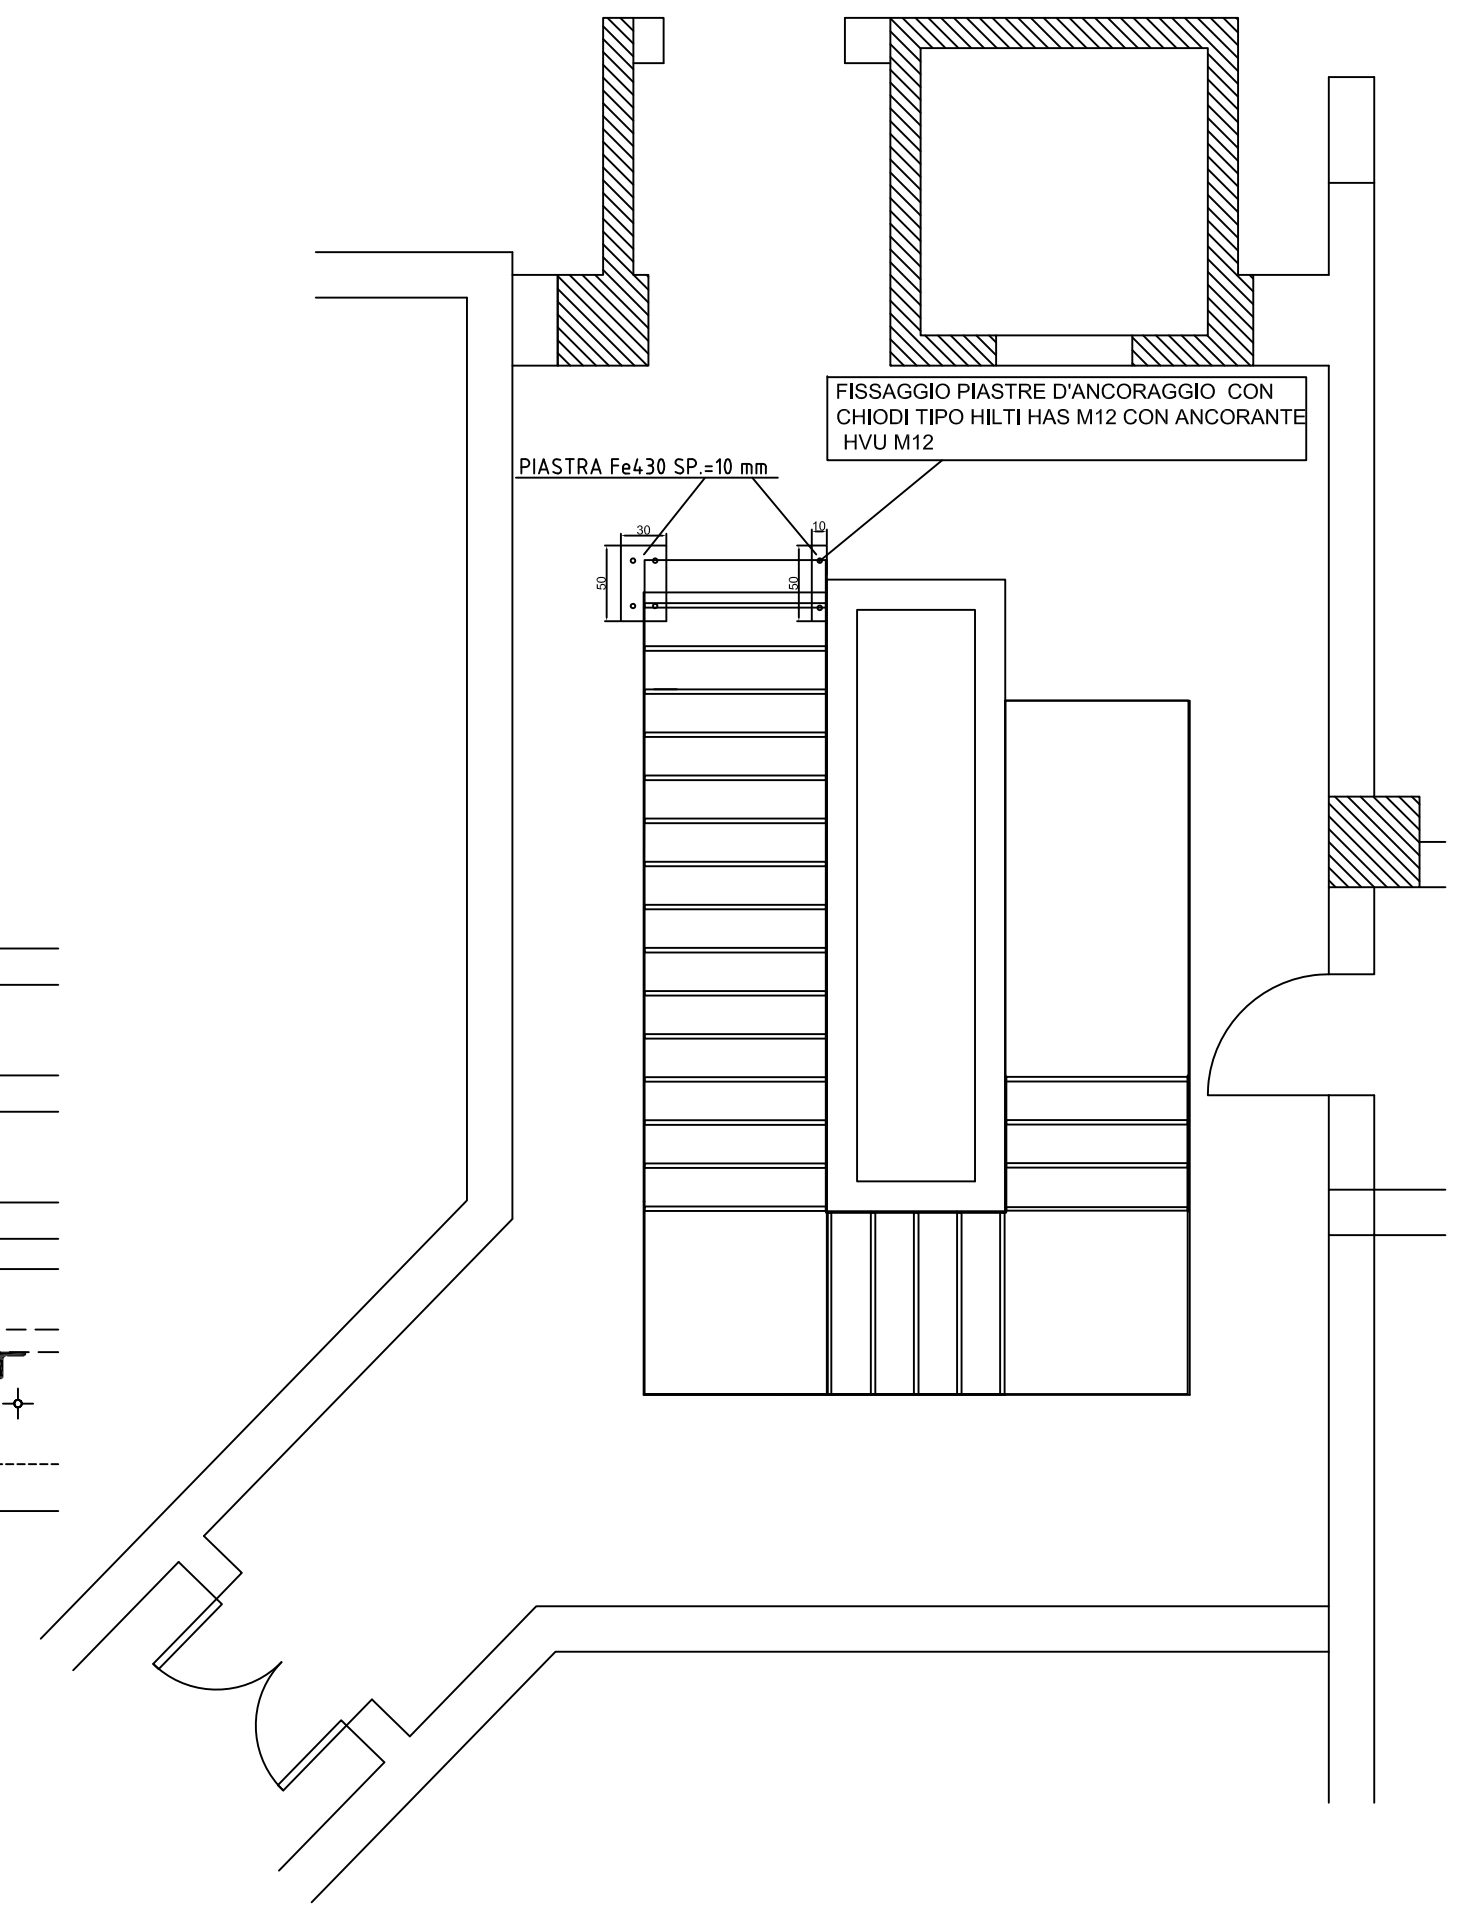 FISSAGGIO PIASTRE D'ANCORAGGIO CON
CHIODI TIPO HILTI HAS M12 CON ANCORANTE
HVU M12
PIASTRA Fe430 SP.=10 mm
30
10
50
50